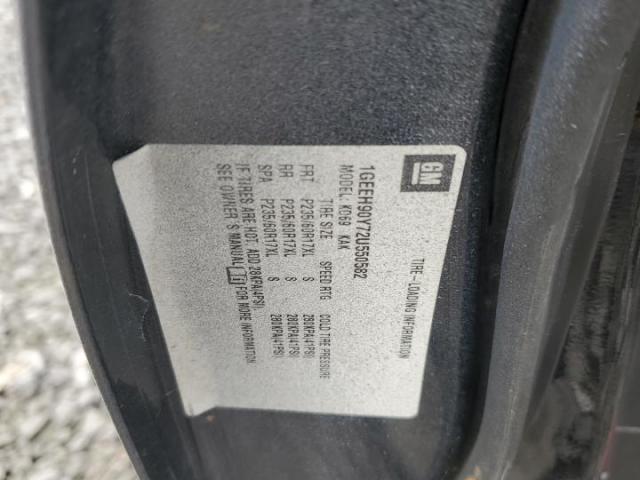 GM
TIRE-LOADING INFORMATION
1GEEH90Y72U550582
MODEL: KD69 KAK
TIRE SIZE SPEED RTG COLD TIRE PRESSURE
FRT P235/60R17XL S 280KPA(41PSI)
RR P235/60R17XL S 280KPA(41PSI)
SPA P235/60R17XL S 280KPA(41PSI)
IF TIRES ARE HOT, ADD 28KPA(4PSI).
SEE OWNER'S MANUAL FOR MORE INFORMATION